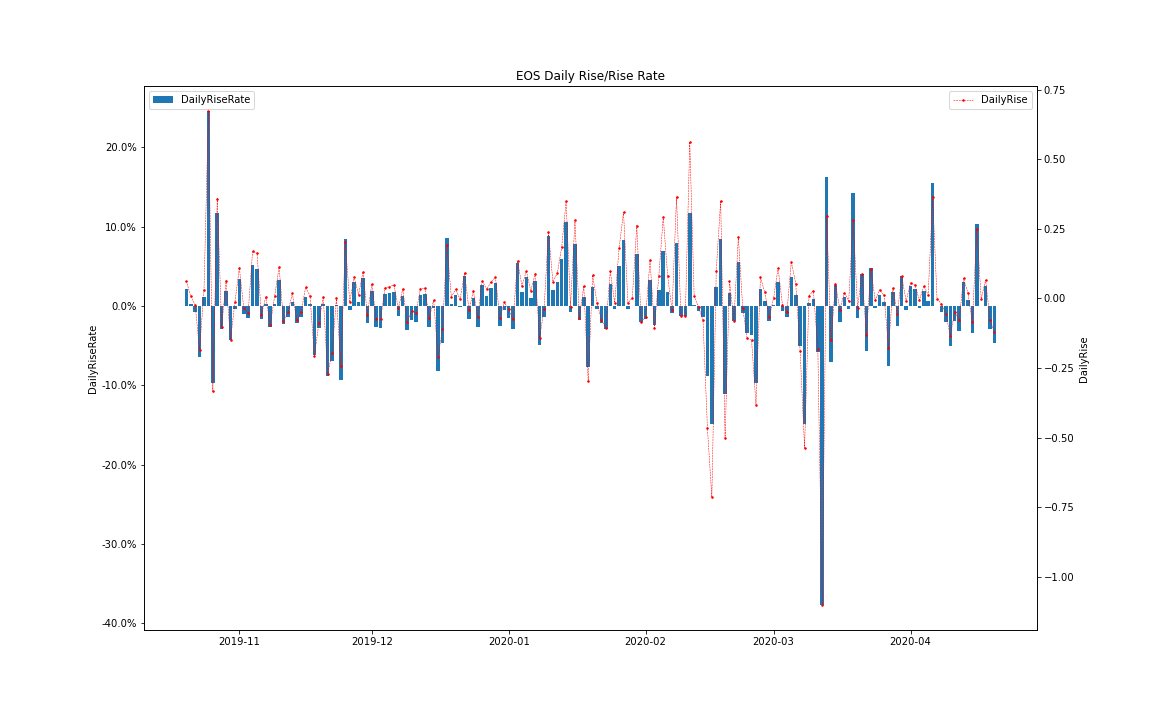 EOS Daily Rise/Rise Rate
DailyRiseRate
DailyRise
20.0%
10.0%
0.0%
-10.0%
-20.0%
-30.0%
-40.0%
DailyRiseRate
0.75
0.50
0.25
0.00
−0.25
−0.50
−0.75
−1.00
DailyRise
2019-11 2019-12 2020-01 2020-02 2020-03 2020-04